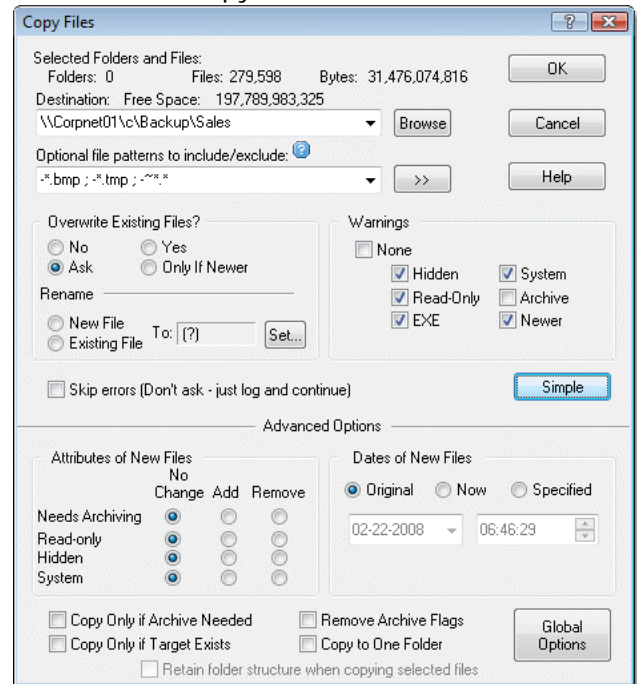 Copy Files
Selected Folders and Files:
Folders: 0 Files: 279,598 Bytes: 31,476,074,816
OK
Destination: Free Space: 197,789,983,325
\\Corpnet01\c\Backup\Sales
Browse
Cancel
Optional file patterns to include/exclude:
-*.bmp ; -*.tmp ; -~*.*
>>
Help
Overwrite Existing Files?
No Yes
Ask Only If Newer
Rename
New File
Existing File
To: (?)
Set...
Warnings
None
Hidden System
Read-Only Archive
EXE Newer
Skip errors (Don't ask - just log and continue)
Simple
Advanced Options
Attributes of New Files
No
Change Add Remove
Needs Archiving
Read-only
Hidden
System
Dates of New Files
Original Now Specified
02-22-2008 06:46:29
Copy Only if Archive Needed Remove Archive Flags
Copy Only if Target Exists Copy to One Folder
Global
Options
Retain folder structure when copying selected files